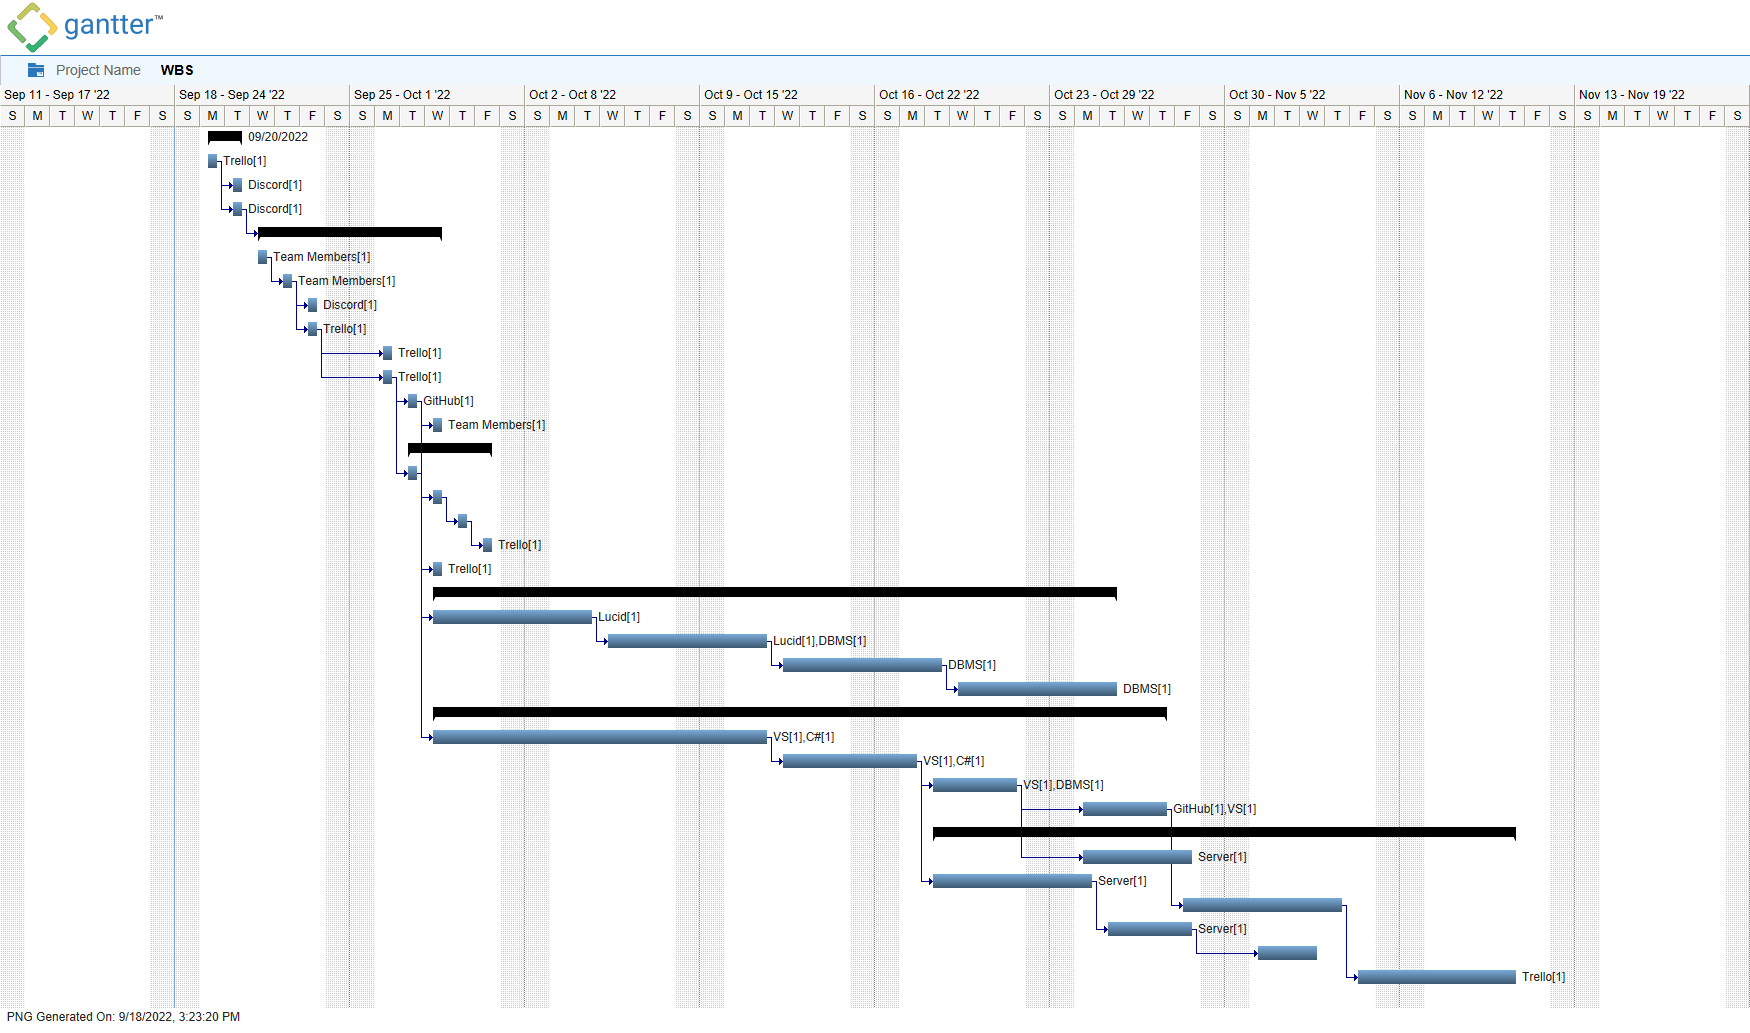 gantter™
Project Name WBS
Sep 11 - Sep 17 '22 Sep 18 - Sep 24 '22 Sep 25 - Oct 1 '22 Oct 2 - Oct 8 '22 Oct 9 - Oct 15 '22 Oct 16 - Oct 22 '22 Oct 23 - Oct 29 '22 Oct 30 - Nov 5 '22 Nov 6 - Nov 12 '22 Nov 13 - Nov 19 '22
S M T W T F S S M T W T F S S M T W T F S S M T W T F S S M T W T F S S M T W T F S S M T W T F S S M T W T F S S M T W T F S S M T W T F S
09/20/2022
Trello[1]
Discord[1]
Discord[1]
Team Members[1]
Team Members[1]
Discord[1]
Trello[1]
Trello[1]
Trello[1]
GitHub[1]
Team Members[1]
Trello[1]
Trello[1]
Lucid[1]
Lucid[1],DBMS[1]
DBMS[1]
DBMS[1]
VS[1],C#[1]
VS[1],C#[1]
VS[1],DBMS[1]
GitHub[1],VS[1]
Server[1]
Server[1]
Server[1]
Trello[1]
PNG Generated On: 9/18/2022, 3:23:20 PM